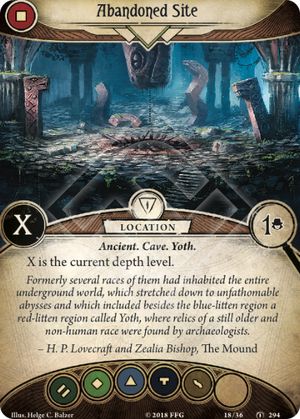 Abandoned Site
LOCATION
X
1
Ancient. Cave. Yoth.
X is the current depth level.
Formerly several races of them had inhabited the entire
underground world, which stretched down to unfathomable
abysses and which included besides the blue-litten region a
red-litten region called Yoth, where relics of a still older and
non-human race were found by archaeologists.
– H. P. Lovecraft and Zealia Bishop, The Mound
Illus. Helge C. Balzer
© 2018 FFG
18/36
294